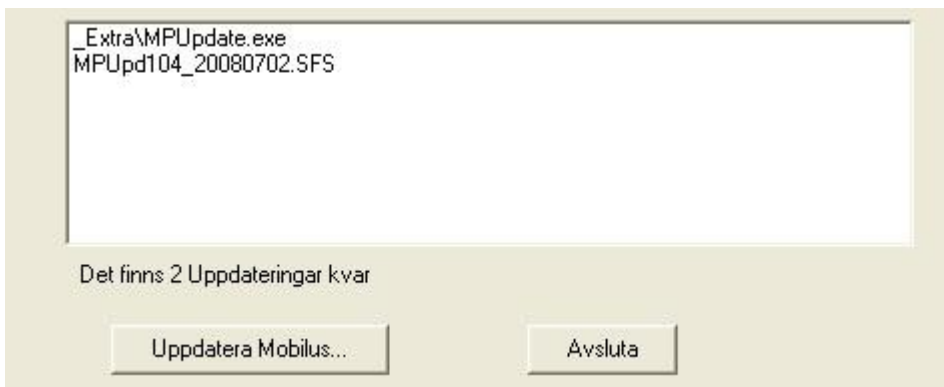 _Extra\MPUpdate.exe
MPUpd104_20080702.SFS
Det finns 2 Uppdateringar kvar
Uppdatera Mobilus...
Avsluta